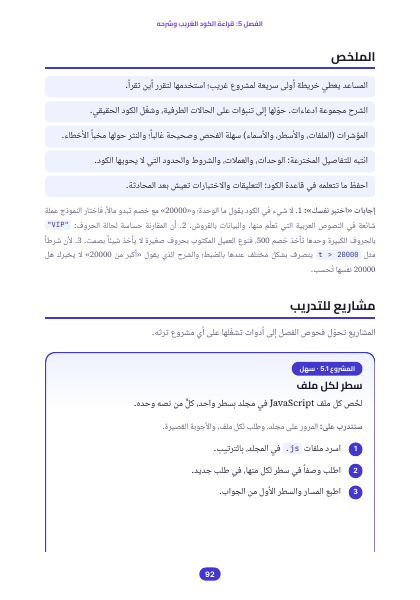 الفصل 5: قراءة الكود الغريب وشرحه
الملخص
المساعد يعطي خريطة أولى سريعة لمشروع غريب؛ استخدمها لتقرر أين تقرأ.
الشرح مجموعة ادعاءات. حوّلها إلى تنبؤات على الحالات الطرفية، وشغّل الكود الحقيقي.
المؤشرات (الملفات، والأسطر، والأسماء) سهلة الفحص وصحيحة غالباً؛ والنثر حولها مخبأ الأخطاء.
انتبه للتفاصيل المخترعة: الوحدات، والعملات، والشروط والحدود التي لا يحويها الكود.
احفظ ما تتعلمه في قاعدة الكود: التعليقات والاختبارات تعيش بعد المحادثة.
إجابات «اختبر نفسك»: 1. لا شيء في الكود يقول ما الوحدة؛ و«20000» مع خصم تبدو مالاً، فاختار النموذج عملة
شائعة في النصوص العربية التي تعلّم منها. والبيانات بالقروش. 2. أن المقارنة حساسة لحالة الحروف: "VIP"
بالحروف الكبيرة وحدها تأخذ خصم 500، فنوع العميل المكتوب بحروف صغيرة لا يأخذ شيئاً بصمت. 3. لأن شرطاً
مثل t > 20000 يتصرف بشكل مختلف عندها بالضبط؛ والشرح الذي يقول «أكبر من 20000» لا يخبرك هل
20000 نفسها تُحسب.
مشاريع للتدريب
المشاريع تحوّل فحوص الفصل إلى أدوات تشغلها على أي مشروع ترثه.
المشروع 5.1 · سهل
سطر لكل ملف
لخّص كل ملف JavaScript في مجلد بسطر واحد، كلٌّ من نصه وحده.
ستتدرب على: المرور على مجلد، وطلب لكل ملف، والأجوبة القصيرة.
1 اسرد ملفات .js في المجلد، بالترتيب.
2 اطلب وصفاً في سطر لكل منها، في طلب جديد.
3 اطبع المسار والسطر الأول من الجواب.
92